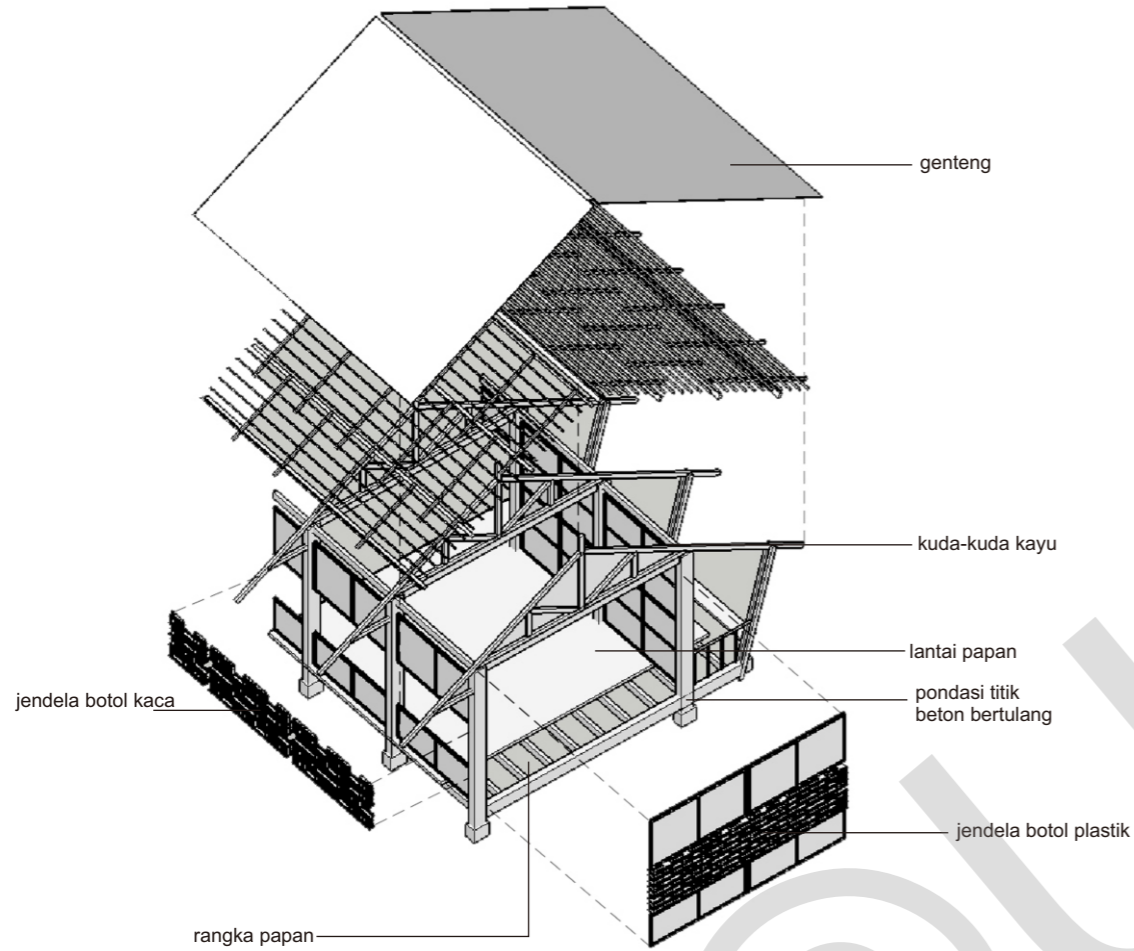 genteng
kuda-kuda kayu
lantai papan
jendela botol kaca
pondasi titik
beton bertulang
jendela botol plastik
rangka papan